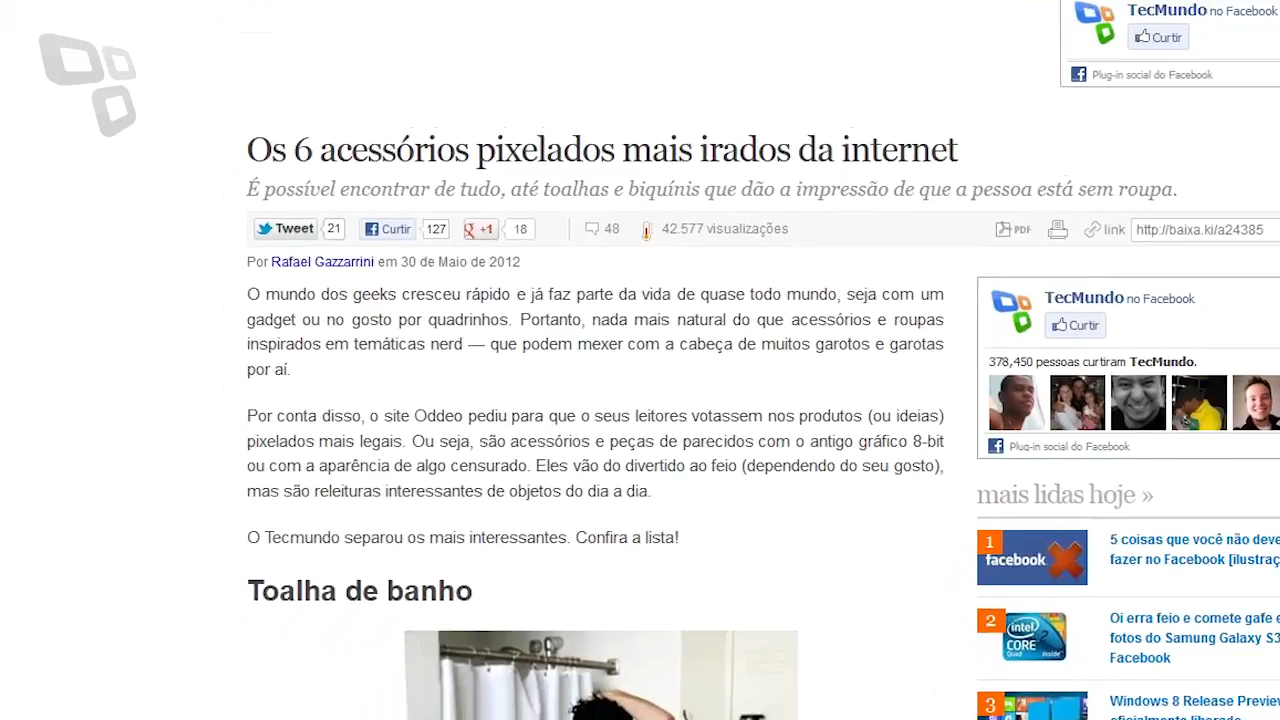 TecMundo no Facebook
Curtir
Plug-in social do Facebook
Os 6 acessórios pixelados mais irados da internet
É possível encontrar de tudo, até toalhas e biquínis que dão a impressão de que a pessoa está sem roupa.
Tweet 21 Curtir 127 +1 18 48 42.577 visualizações PDF link http://baixa.ki/a24385
Por Rafael Gazzarrini em 30 de Maio de 2012
O mundo dos geeks cresceu rápido e já faz parte da vida de quase todo mundo, seja com um
gadget ou no gosto por quadrinhos. Portanto, nada mais natural do que acessórios e roupas
inspirados em temáticas nerd — que podem mexer com a cabeça de muitos garotos e garotas
por aí.
Por conta disso, o site Oddeo pediu para que o seus leitores votassem nos produtos (ou ideias)
pixelados mais legais. Ou seja, são acessórios e peças de parecidos com o antigo gráfico 8-bit
ou com a aparência de algo censurado. Eles vão do divertido ao feio (dependendo do seu gosto),
mas são releituras interessantes de objetos do dia a dia.
O Tecmundo separou os mais interessantes. Confira a lista!
Toalha de banho
TecMundo no Facebook
Curtir
378,450 pessoas curtiram TecMundo.
Plug-in social do Facebook
mais lidas hoje »
1
facebook
5 coisas que você não deve
fazer no Facebook [ilustraç
2
intel
CORE 2
Quad inside
Oi erra feio e comete gafe e
fotos do Samung Galaxy S3
Facebook
3
Windows 8 Release Preview
oficialmente liberado